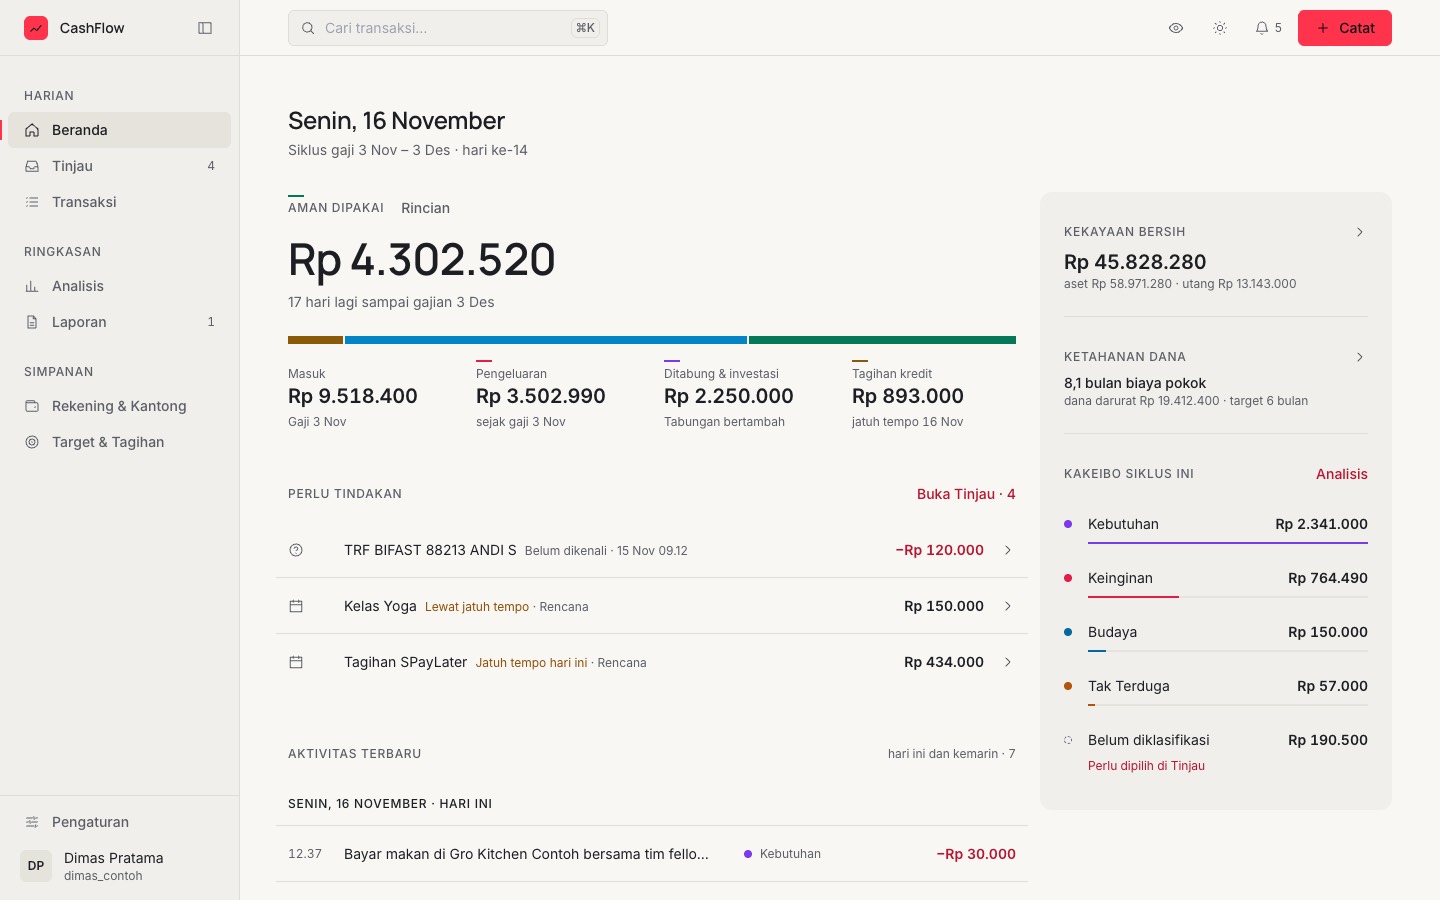 CashFlow
Cari transaksi...
⌘K
5
Catat
HARIAN
Beranda
Tinjau 4
Transaksi
RINGKASAN
Analisis
Laporan 1
SIMPANAN
Rekening & Kantong
Target & Tagihan
Pengaturan
DP
Dimas Pratama
dimas_contoh
Senin, 16 November
Siklus gaji 3 Nov – 3 Des · hari ke-14
AMAN DIPAKAI Rincian
Rp 4.302.520
17 hari lagi sampai gajian 3 Des
Masuk
Rp 9.518.400
Gaji 3 Nov
Pengeluaran
Rp 3.502.990
sejak gaji 3 Nov
Ditabung & investasi
Rp 2.250.000
Tabungan bertambah
Tagihan kredit
Rp 893.000
jatuh tempo 16 Nov
PERLU TINDAKAN Buka Tinjau · 4
TRF BIFAST 88213 ANDI S Belum dikenali · 15 Nov 09.12 −Rp 120.000
Kelas Yoga Lewat jatuh tempo · Rencana Rp 150.000
Tagihan SPayLater Jatuh tempo hari ini · Rencana Rp 434.000
AKTIVITAS TERBARU hari ini dan kemarin · 7
SENIN, 16 NOVEMBER · HARI INI
12.37 Bayar makan di Gro Kitchen Contoh bersama tim fello... Kebutuhan −Rp 30.000
KEKAYAAN BERSIH
Rp 45.828.280
aset Rp 58.971.280 · utang Rp 13.143.000
KETAHANAN DANA
8,1 bulan biaya pokok
dana darurat Rp 19.412.400 · target 6 bulan
KAKEIBO SIKLUS INI Analisis
Kebutuhan Rp 2.341.000
Keinginan Rp 764.490
Budaya Rp 150.000
Tak Terduga Rp 57.000
Belum diklasifikasi Rp 190.500
Perlu dipilih di Tinjau